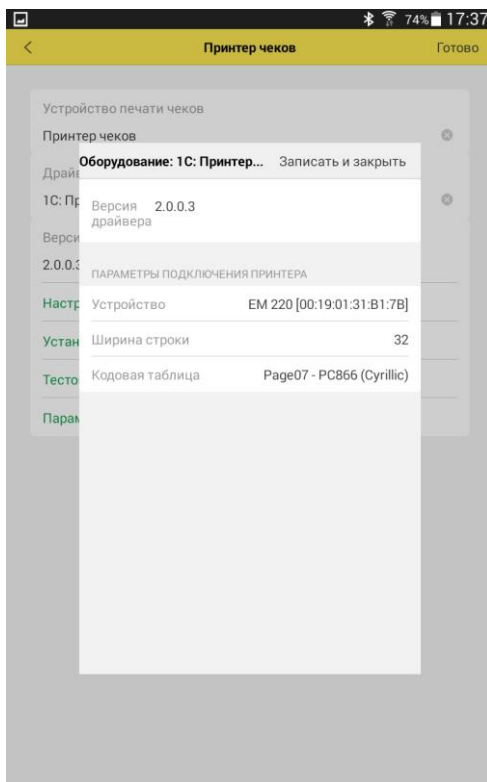 74% 17:37
Принтер чеков Готово
Устройство печати чеков
Принтер чеков
Оборудование: 1С: Принтер... Записать и закрыть
Драйв
1С: Пр
Версия 2.0.0.3
драйвера
Верси
2.0.0.3
ПАРАМЕТРЫ ПОДКЛЮЧЕНИЯ ПРИНТЕРА
Настр
Устройство EM 220 [00:19:01:31:B1:7B]
Устан
Ширина строки 32
Тесто
Кодовая таблица Page07 - PC866 (Cyrillic)
Парам